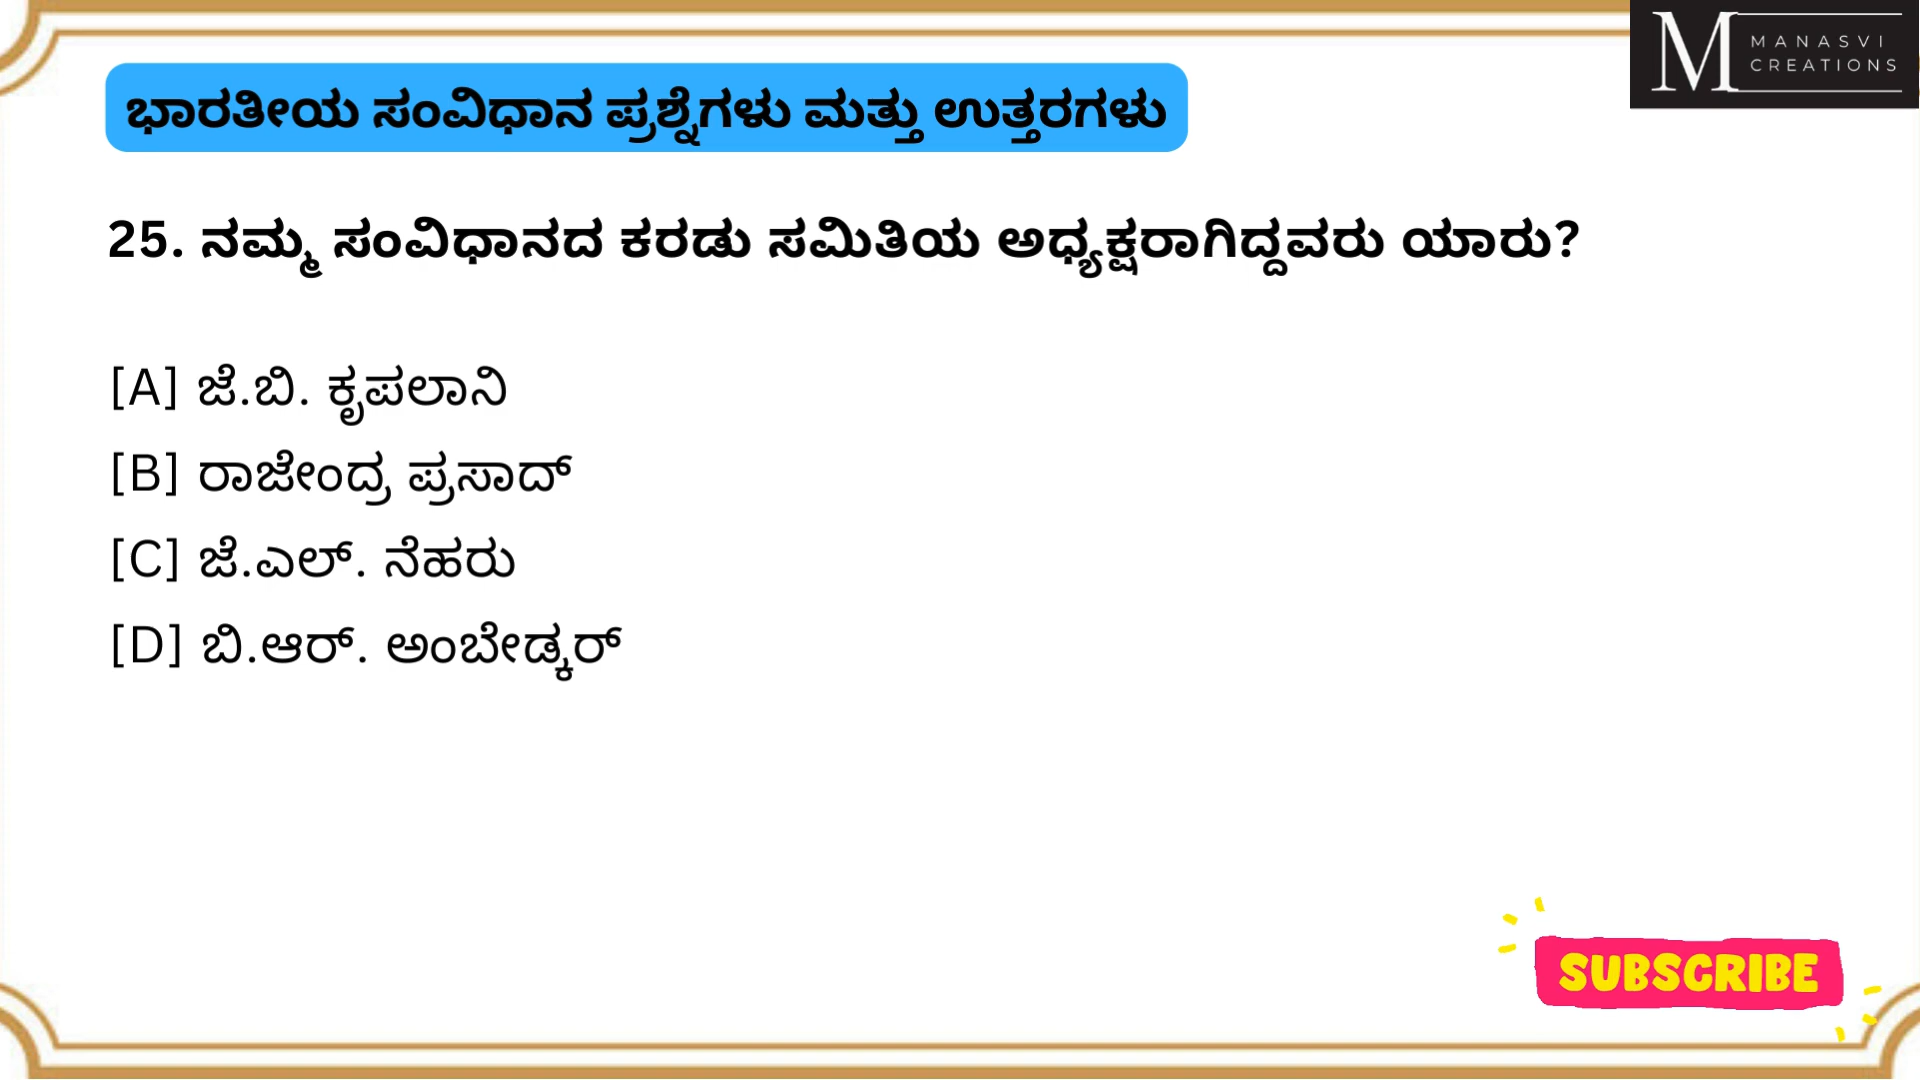 M MANASVI
CREATIONS
ಭಾರತೀಯ ಸಂವಿಧಾನ ಪ್ರಶ್ನೆಗಳು ಮತ್ತು ಉತ್ತರಗಳು
25. ನಮ್ಮ ಸಂವಿಧಾನದ ಕರಡು ಸಮಿತಿಯ ಅಧ್ಯಕ್ಷರಾಗಿದ್ದವರು ಯಾರು?
[A] ಜೆ.ಬಿ. ಕೃಪಲಾನಿ
[B] ರಾಜೇಂದ್ರ ಪ್ರಸಾದ್
[C] ಜೆ.ಎಲ್. ನೆಹರು
[D] ಬಿ.ಆರ್. ಅಂಬೇಡ್ಕರ್
SUBSCRIBE